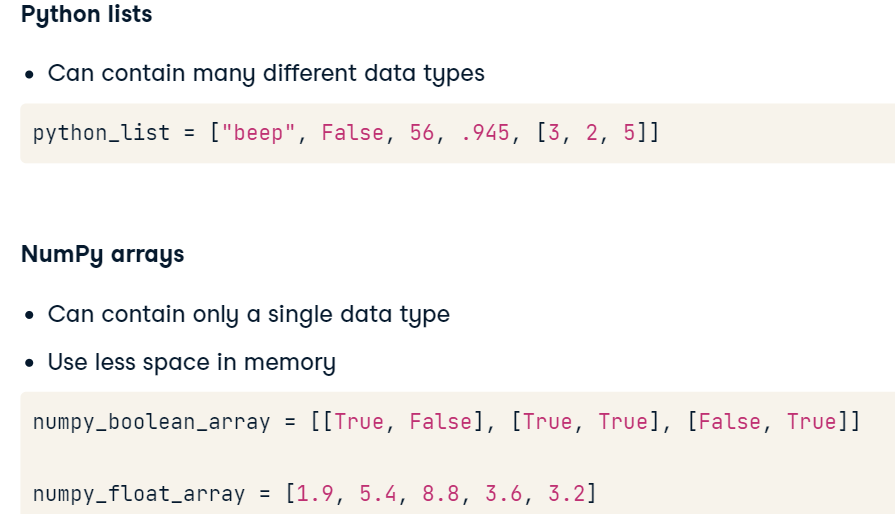 Python lists
• Can contain many different data types
python_list = ["beep", False, 56, .945, [3, 2, 5]]
NumPy arrays
• Can contain only a single data type
• Use less space in memory
numpy_boolean_array = [[True, False], [True, True], [False, True]]
numpy_float_array = [1.9, 5.4, 8.8, 3.6, 3.2]